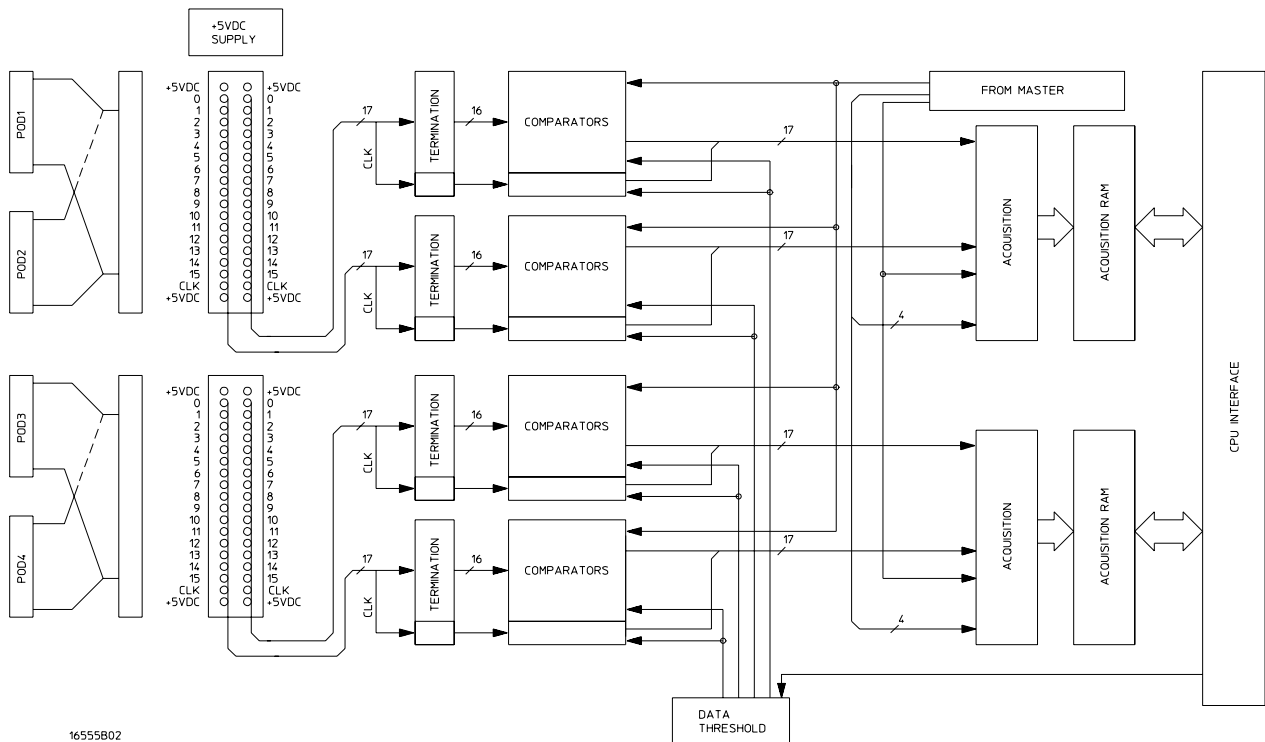 +5VDC
SUPPLY
POD1
POD2
+5VDC +5VDC
0 0
1 1
2 2
3 3
4 4
5 5
6 6
7 7
8 8
9 9
10 10
11 11
12 12
13 13
14 14
15 15
CLK CLK
+5VDC +5VDC
17
CLK
TERMINATION
16
COMPARATORS
17
17
CLK
TERMINATION
16
COMPARATORS
17
FROM MASTER
4
ACQUISITION
ACQUISITION RAM
CPU INTERFACE
POD3
POD4
+5VDC +5VDC
0 0
1 1
2 2
3 3
4 4
5 5
6 6
7 7
8 8
9 9
10 10
11 11
12 12
13 13
14 14
15 15
CLK CLK
+5VDC +5VDC
17
CLK
TERMINATION
16
COMPARATORS
17
17
CLK
TERMINATION
16
COMPARATORS
17
4
ACQUISITION
ACQUISITION RAM
DATA
THRESHOLD
16555B02